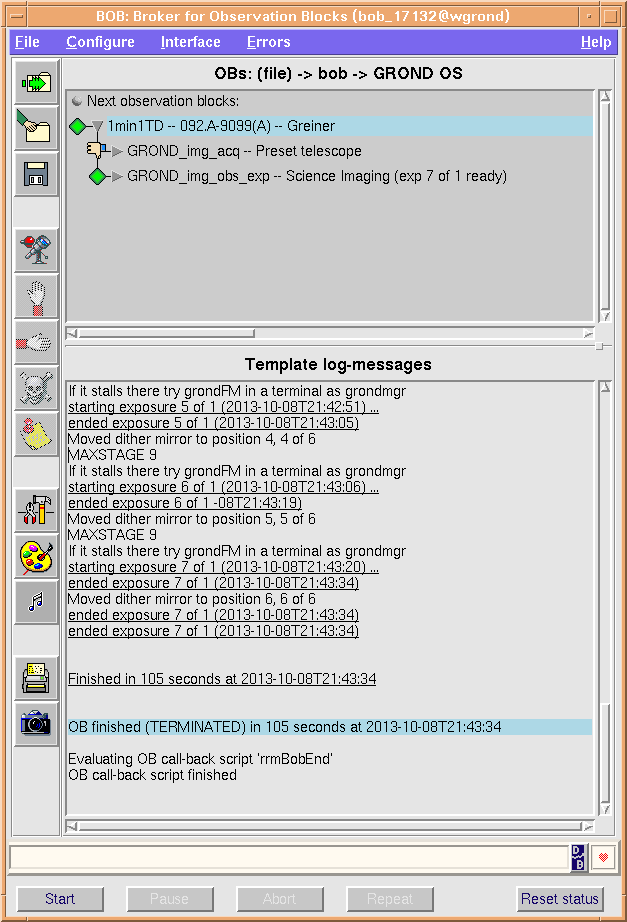 BOB: Broker for Observation Blocks (bob_17132@wgrond)
File Configure Interface Errors Help
OBs: (file) -> bob -> GROND OS
Next observation blocks:
1min1TD -- 092.A-9099(A) -- Greiner
GROND_img_acq -- Preset telescope
GROND_img_obs_exp -- Science Imaging (exp 7 of 1 ready)
Template log-messages
If it stalls there try grondFM in a terminal as grondmgr
starting exposure 5 of 1 (2013-10-08T21:42:51) ...
ended exposure 5 of 1 (2013-10-08T21:43:05)
Moved dither mirror to position 4, 4 of 6
MAXSTAGE 9
If it stalls there try grondFM in a terminal as grondmgr
starting exposure 6 of 1 (2013-10-08T21:43:06) ...
ended exposure 6 of 1 -08T21:43:19)
Moved dither mirror to position 5, 5 of 6
MAXSTAGE 9
If it stalls there try grondFM in a terminal as grondmgr
starting exposure 7 of 1 (2013-10-08T21:43:20) ...
ended exposure 7 of 1 (2013-10-08T21:43:34)
Moved dither mirror to position 6, 6 of 6
ended exposure 7 of 1 (2013-10-08T21:43:34)
ended exposure 7 of 1 (2013-10-08T21:43:34)
Finished in 105 seconds at 2013-10-08T21:43:34
OB finished (TERMINATED) in 105 seconds at 2013-10-08T21:43:34
Evaluating OB call-back script 'rrmBobEnd'
OB call-back script finished
D
B
Start Pause Abort Repeat Reset status